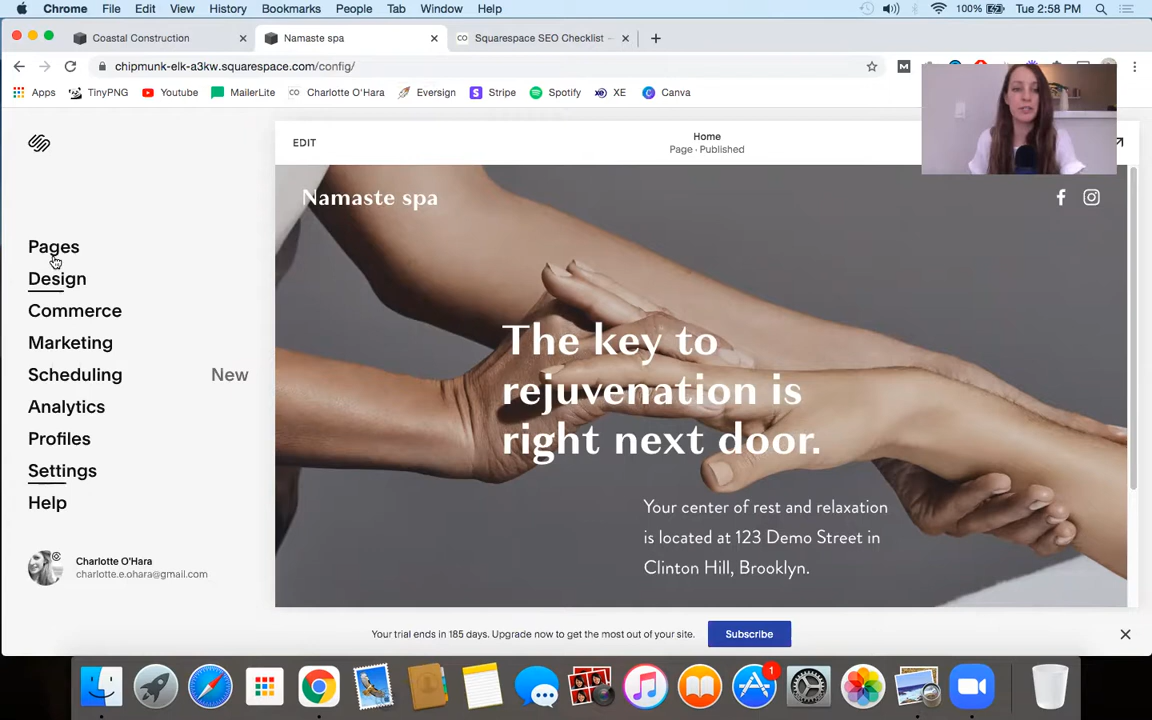 Chrome File Edit View History Bookmarks People Tab Window Help 100% Tue 2:58 PM
Coastal Construction Namaste spa Squarespace SEO Checklist
chipmunk-elk-a3kw.squarespace.com/config/
Apps TinyPNG Youtube MailerLite CO Charlotte O'Hara Eversign Stripe Spotify XE Canva
EDIT
Home
Page · Published
Namaste spa
Pages
Design
Commerce
Marketing
Scheduling New
Analytics
Profiles
Settings
Help
Charlotte O'Hara
charlotte.e.ohara@gmail.com
The key to
rejuvenation is
right next door.
Your center of rest and relaxation
is located at 123 Demo Street in
Clinton Hill, Brooklyn.
Your trial ends in 185 days. Upgrade now to get the most out of your site. Subscribe
1